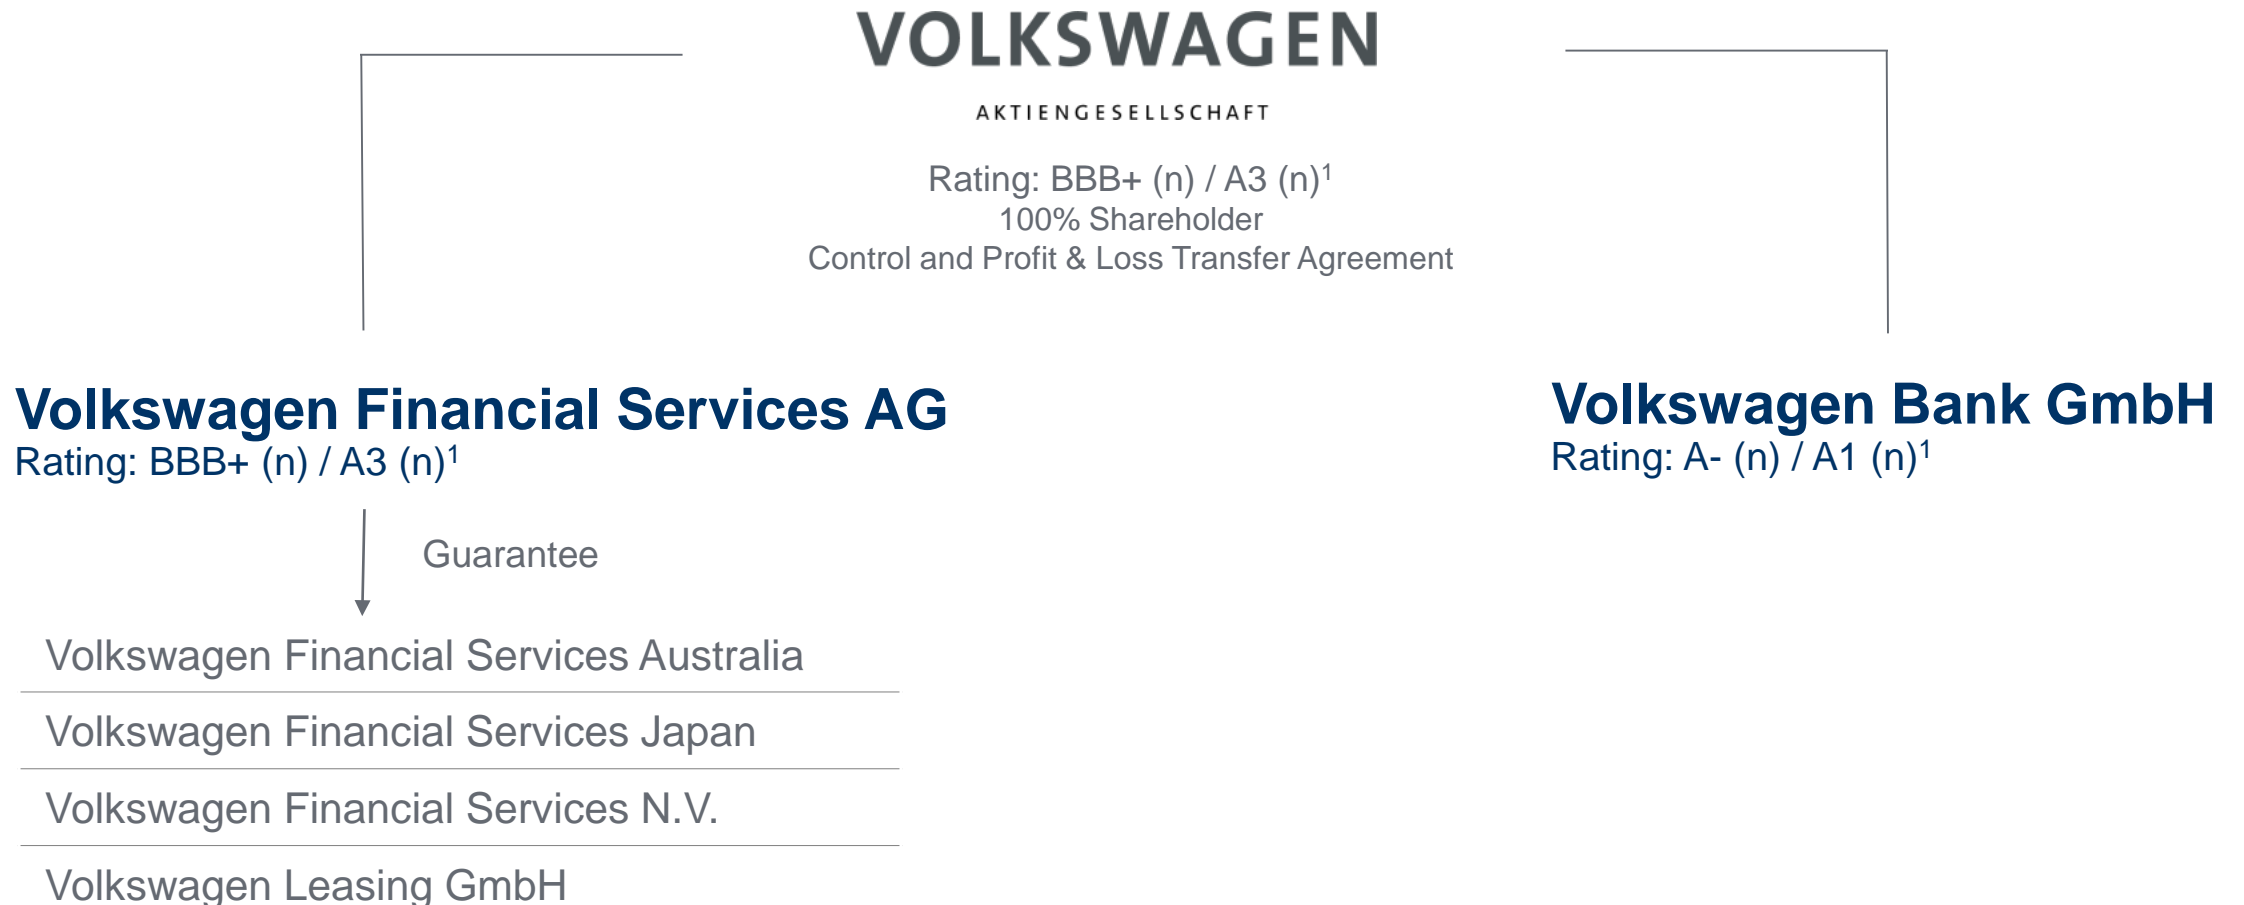 VOLKSWAGEN
AKTIENGESELLSCHAFT
Rating: BBB+ (n) / A3 (n)¹
100% Shareholder
Control and Profit & Loss Transfer Agreement
Volkswagen Financial Services AG
Rating: BBB+ (n) / A3 (n)¹
Volkswagen Bank GmbH
Rating: A- (n) / A1 (n)¹
Guarantee
Volkswagen Financial Services Australia
Volkswagen Financial Services Japan
Volkswagen Financial Services N.V.
Volkswagen Leasing GmbH